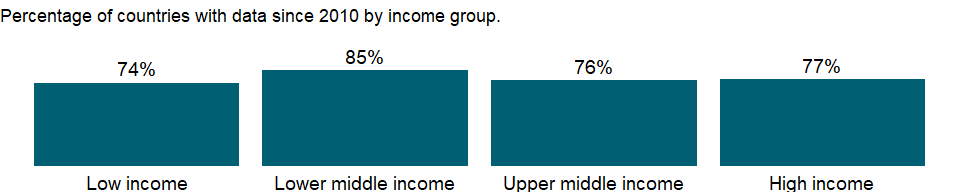 Percentage of countries with data since 2010 by income group.
74%
85%
76%
77%
Low income
Lower middle income
Upper middle income
High income